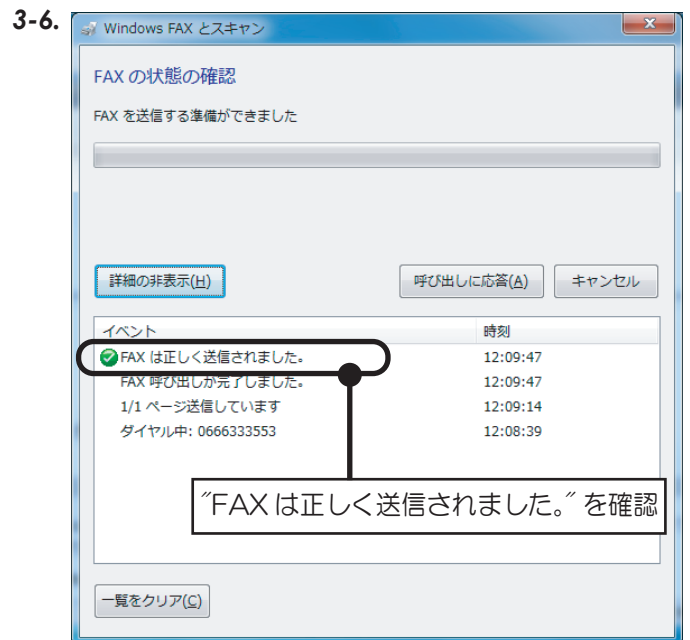 3-6.
Windows FAX とスキャン
FAX の状態の確認
FAX を送信する準備ができました
詳細の非表示(H)
呼び出しに応答(A)
キャンセル
イベント 時刻
FAX は正しく送信されました。 12:09:47
FAX 呼び出しが完了しました。 12:09:47
1/1 ページ送信しています 12:09:14
ダイヤル中: 0666333553 12:08:39
″FAX は正しく送信されました。″ を確認
一覧をクリア(C)